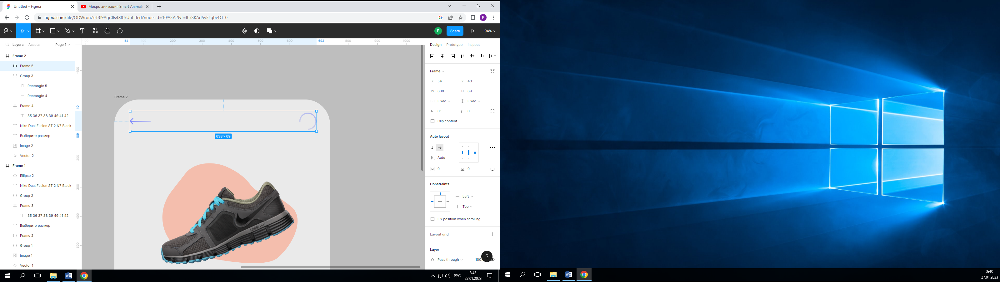 Untitled – Figma
Микро анимация Smart Animat
figma.com/file/ODWronZeT3I9Agr0Is4X8J/Untitled?node-id=10%3A2&t=IhxSKAd5y5LqbeQT-0
F
F
Share
94%
Layers
Assets
Page 1
54
100
200
300
400
500
600
692
800
900
1000
Design
Prototype
Inspect
Frame 2
Frame 5
Group 3
Rectangle 5
Rectangle 4
Frame 4
35 36 37 38 39 40 41 42
Nike Dual Fusion ST 2 N7 Black
Выберите размер
image 2
Vector 2
Frame 1
Ellipse 2
Nike Dual Fusion ST 2 N7 Black
Group 2
Frame 3
35 36 37 38 39 40 41 42
Выберите размер
Frame 2
Group 1
image 1
Vector 1
-100
40
109
200
300
400
500
Frame 2
638 × 69
Frame
X 54
Y 40
W 638
H 69
Fixed
Fixed
0°
0
Clip content
Auto layout
Auto
0
0
Constraints
Left
Top
Fix position when scrolling
Layout grid
Layer
Pass through
100
?
РУС
8:43
27.01.2023
8:43
27.01.2023